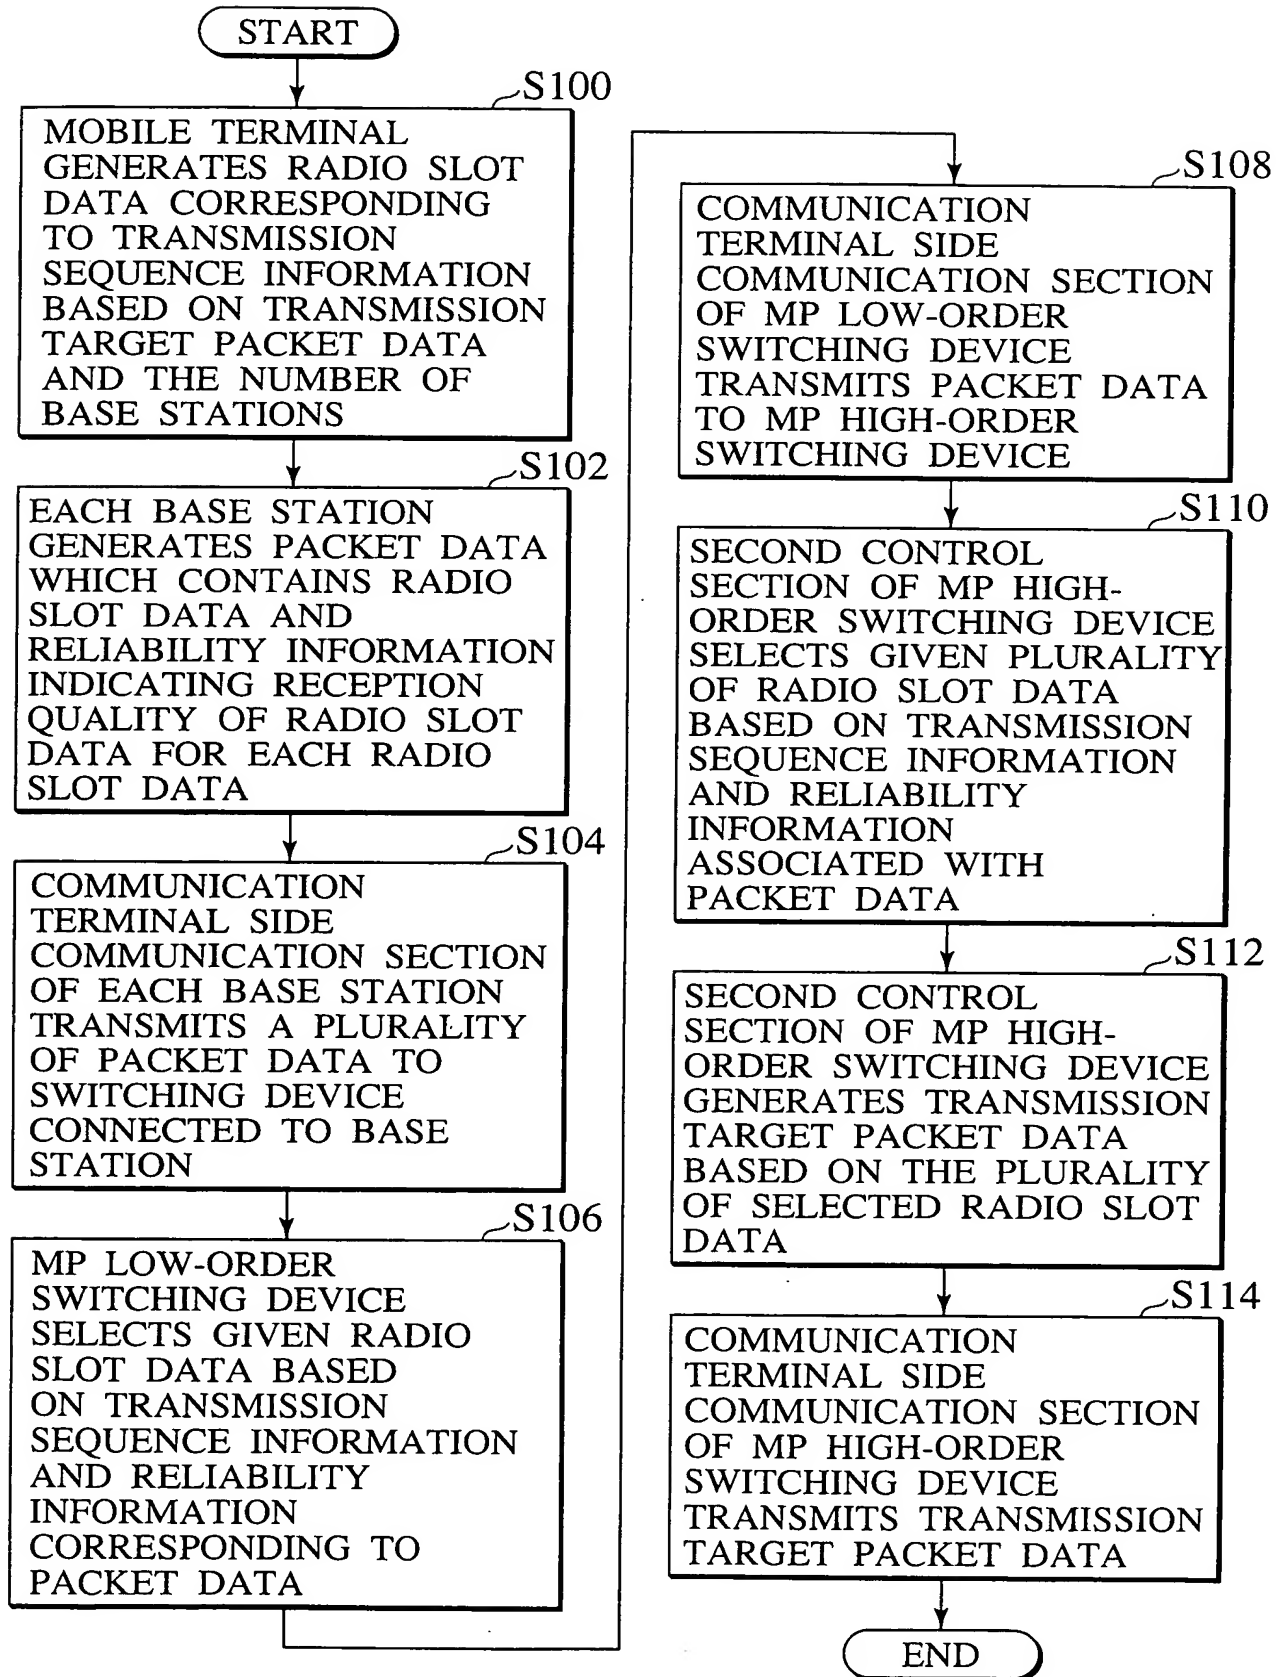 START
S100
MOBILE TERMINAL
GENERATES RADIO SLOT
DATA CORRESPONDING
TO TRANSMISSION
SEQUENCE INFORMATION
BASED ON TRANSMISSION
TARGET PACKET DATA
AND THE NUMBER OF
BASE STATIONS
S102
EACH BASE STATION
GENERATES PACKET DATA
WHICH CONTAINS RADIO
SLOT DATA AND
RELIABILITY INFORMATION
INDICATING RECEPTION
QUALITY OF RADIO SLOT
DATA FOR EACH RADIO
SLOT DATA
S104
COMMUNICATION
TERMINAL SIDE
COMMUNICATION SECTION
OF EACH BASE STATION
TRANSMITS A PLURALITY
OF PACKET DATA TO
SWITCHING DEVICE
CONNECTED TO BASE
STATION
S106
MP LOW-ORDER
SWITCHING DEVICE
SELECTS GIVEN RADIO
SLOT DATA BASED
ON TRANSMISSION
SEQUENCE INFORMATION
AND RELIABILITY
INFORMATION
CORRESPONDING TO
PACKET DATA
S108
COMMUNICATION
TERMINAL SIDE
COMMUNICATION SECTION
OF MP LOW-ORDER
SWITCHING DEVICE
TRANSMITS PACKET DATA
TO MP HIGH-ORDER
SWITCHING DEVICE
S110
SECOND CONTROL
SECTION OF MP HIGH-
ORDER SWITCHING DEVICE
SELECTS GIVEN PLURALITY
OF RADIO SLOT DATA
BASED ON TRANSMISSION
SEQUENCE INFORMATION
AND RELIABILITY
INFORMATION
ASSOCIATED WITH
PACKET DATA
S112
SECOND CONTROL
SECTION OF MP HIGH-
ORDER SWITCHING DEVICE
GENERATES TRANSMISSION
TARGET PACKET DATA
BASED ON THE PLURALITY
OF SELECTED RADIO SLOT
DATA
S114
COMMUNICATION
TERMINAL SIDE
COMMUNICATION SECTION
OF MP HIGH-ORDER
SWITCHING DEVICE
TRANSMITS TRANSMISSION
TARGET PACKET DATA
END